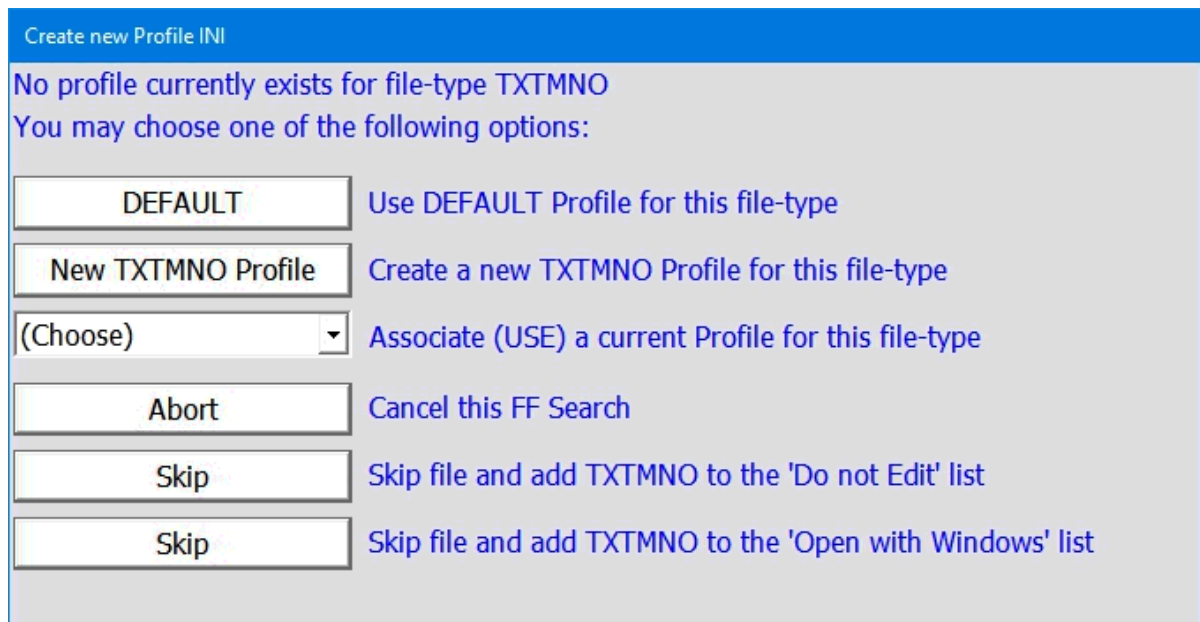 Create new Profile INI
No profile currently exists for file-type TXTMNO
You may choose one of the following options:
DEFAULT Use DEFAULT Profile for this file-type
New TXTMNO Profile Create a new TXTMNO Profile for this file-type
(Choose) Associate (USE) a current Profile for this file-type
Abort Cancel this FF Search
Skip Skip file and add TXTMNO to the 'Do not Edit' list
Skip Skip file and add TXTMNO to the 'Open with Windows' list